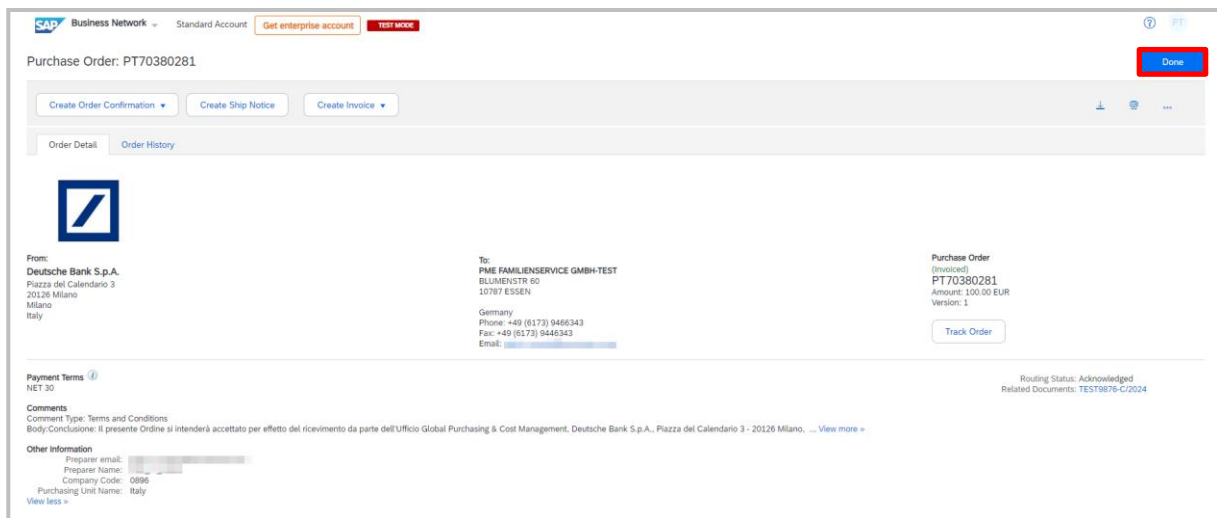 SAP Business Network Standard Account Get enterprise account TEST MODE PT
Purchase Order: PT70380281 Done
Create Order Confirmation Create Ship Notice Create Invoice ...
Order Detail Order History
From:
Deutsche Bank S.p.A.
Piazza del Calendario 3
20126 Milano
Milano
Italy
To:
PME FAMILIENSERVICE GMBH-TEST
BLUMENSTR 60
10787 ESSEN
Germany
Phone: +49 (6173) 9466343
Fax: +49 (6173) 9446343
Email:
Purchase Order
(Invoiced)
PT70380281
Amount: 100.00 EUR
Version: 1
Track Order
Payment Terms
NET 30
Routing Status: Acknowledged
Related Documents: TEST9876-C/2024
Comments
Comment Type: Terms and Conditions
Body:Conclusione: Il presente Ordine si intenderà accettato per effetto del ricevimento da parte dell'Ufficio Global Purchasing & Cost Management, Deutsche Bank S.p.A., Piazza del Calendario 3 - 20126 Milano, ... View more »
Other Information
Preparer email:
Preparer Name:
Company Code: 0896
Purchasing Unit Name: Italy
View less »